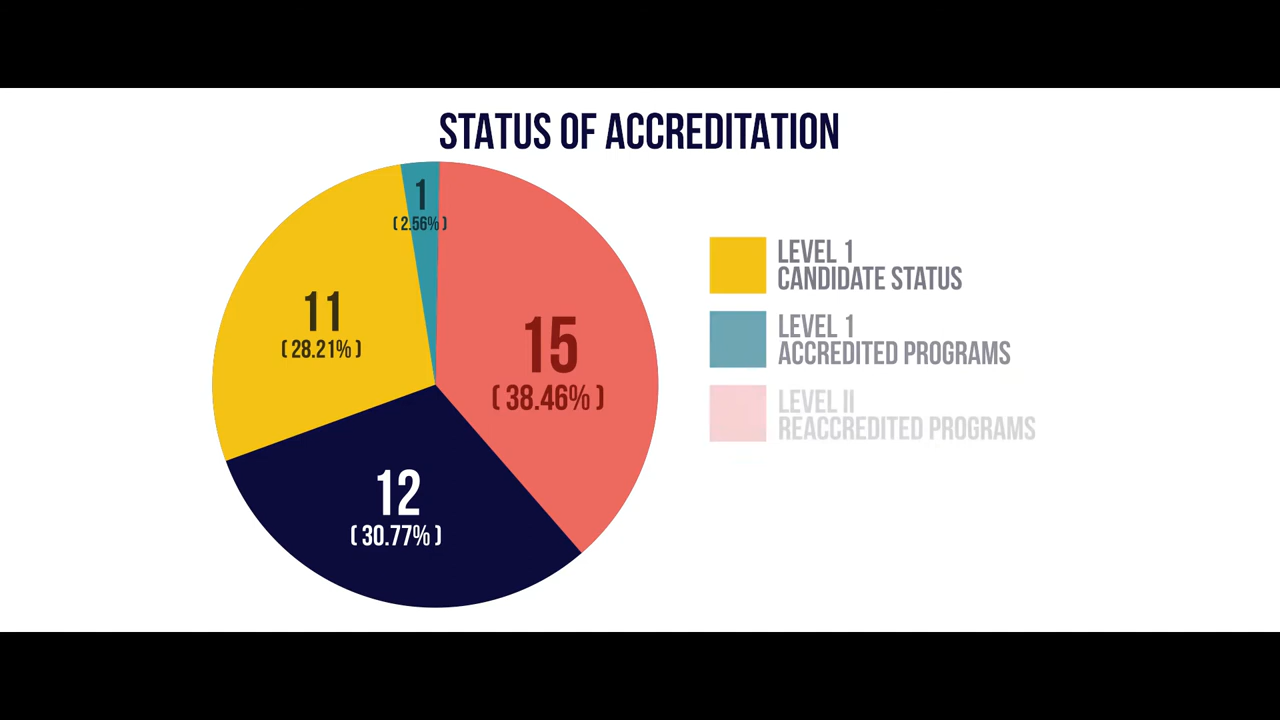 STATUS OF ACCREDITATION
1
( 2.56% )
11
( 28.21% )
15
( 38.46% )
12
( 30.77% )
LEVEL 1
CANDIDATE STATUS
LEVEL 1
ACCREDITED PROGRAMS
LEVEL II
REACCREDITED PROGRAMS